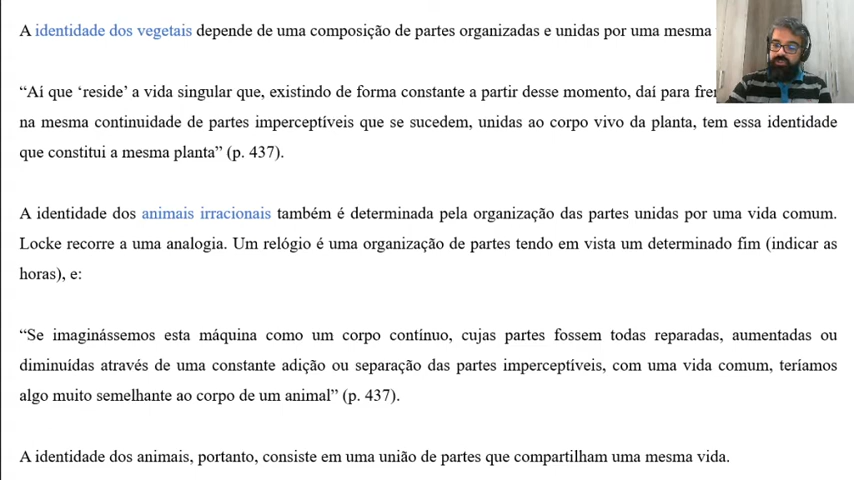 A identidade dos vegetais depende de uma composição de partes organizadas e unidas por uma mesma
“Aí que ‘reside’ a vida singular que, existindo de forma constante a partir desse momento, daí para
na mesma continuidade de partes imperceptíveis que se sucedem, unidas ao corpo vivo da planta, tem essa identidade
que constitui a mesma planta” (p. 437).
A identidade dos animais irracionais também é determinada pela organização das partes unidas por uma vida comum.
Locke recorre a uma analogia. Um relógio é uma organização de partes tendo em vista um determinado fim (indicar as
horas), e:
“Se imaginássemos esta máquina como um corpo contínuo, cujas partes fossem todas reparadas, aumentadas ou
diminuídas através de uma constante adição ou separação das partes imperceptíveis, com uma vida comum, teríamos
algo muito semelhante ao corpo de um animal” (p. 437).
A identidade dos animais, portanto, consiste em uma união de partes que compartilham uma mesma vida.